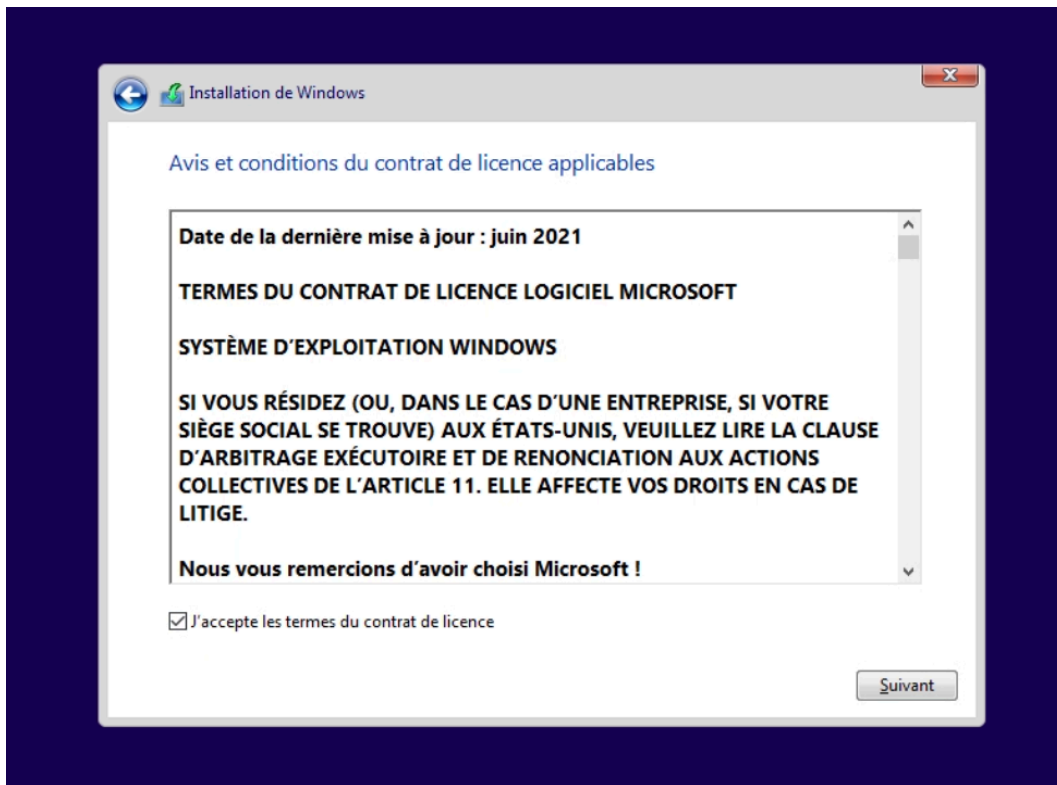 Installation de Windows
Avis et conditions du contrat de licence applicables
Date de la dernière mise à jour : juin 2021
TERMES DU CONTRAT DE LICENCE LOGICIEL MICROSOFT
SYSTÈME D’EXPLOITATION WINDOWS
SI VOUS RÉSIDEZ (OU, DANS LE CAS D’UNE ENTREPRISE, SI VOTRE
SIÈGE SOCIAL SE TROUVE) AUX ÉTATS-UNIS, VEUILLEZ LIRE LA CLAUSE
D’ARBITRAGE EXÉCUTOIRE ET DE RENONCIATION AUX ACTIONS
COLLECTIVES DE L’ARTICLE 11. ELLE AFFECTE VOS DROITS EN CAS DE
LITIGE.
Nous vous remercions d’avoir choisi Microsoft !
J’accepte les termes du contrat de licence
Suivant